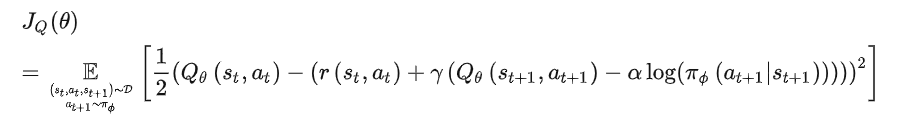 J_Q(θ)
= 𝔼_{(s_t,a_t,s_{t+1})∼𝒟, a_{t+1}∼π_ϕ} [ 1/2 (Q_θ (s_t, a_t) − (r (s_t, a_t) + γ (Q_θ (s_{t+1}, a_{t+1}) − α log(π_ϕ (a_{t+1}|s_{t+1})))))^2 ]